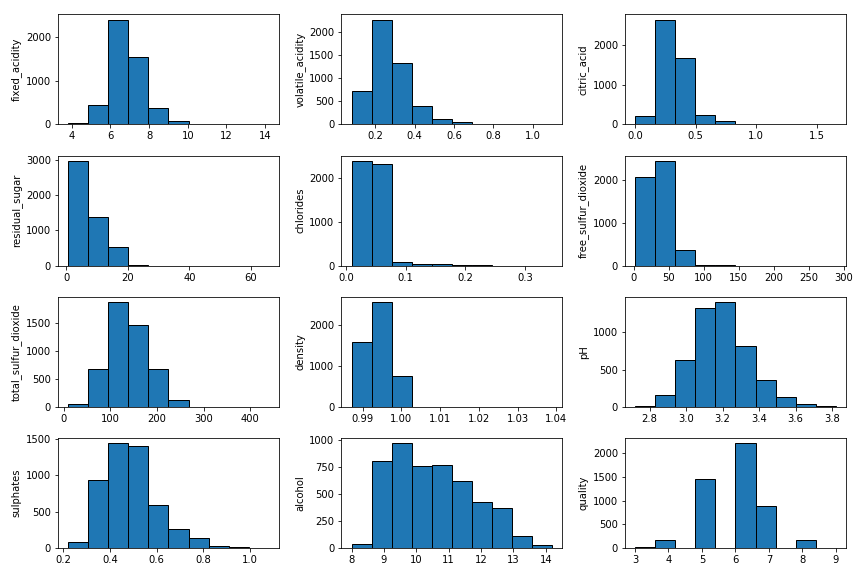 fixed_acidity
2000
1000
0
4 6 8 10 12 14
volatile_acidity
2000
1500
1000
500
0
0.2 0.4 0.6 0.8 1.0
citric_acid
2000
1000
0
0.0 0.5 1.0 1.5
residual_sugar
3000
2000
1000
0
0 20 40 60
chlorides
2000
1000
0
0.0 0.1 0.2 0.3
free_sulfur_dioxide
2000
1000
0
0 50 100 150 200 250 300
total_sulfur_dioxide
1500
1000
500
0
0 100 200 300 400
density
2000
1000
0
0.99 1.00 1.01 1.02 1.03 1.04
pH
1000
500
0
2.8 3.0 3.2 3.4 3.6 3.8
sulphates
1500
1000
500
0
0.2 0.4 0.6 0.8 1.0
alcohol
1000
750
500
250
0
8 9 10 11 12 13 14
quality
2000
1500
1000
500
0
3 4 5 6 7 8 9